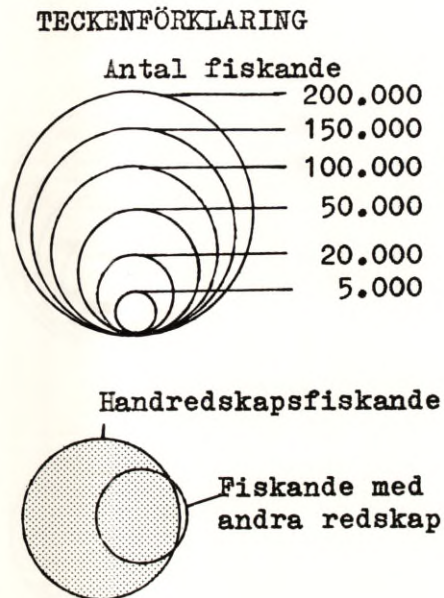 TECKENFÖRKLARING
Antal fiskande
200.000
150.000
100.000
50.000
20.000
5.000
Handredskapsfiskande
Fiskande med
andra redskap